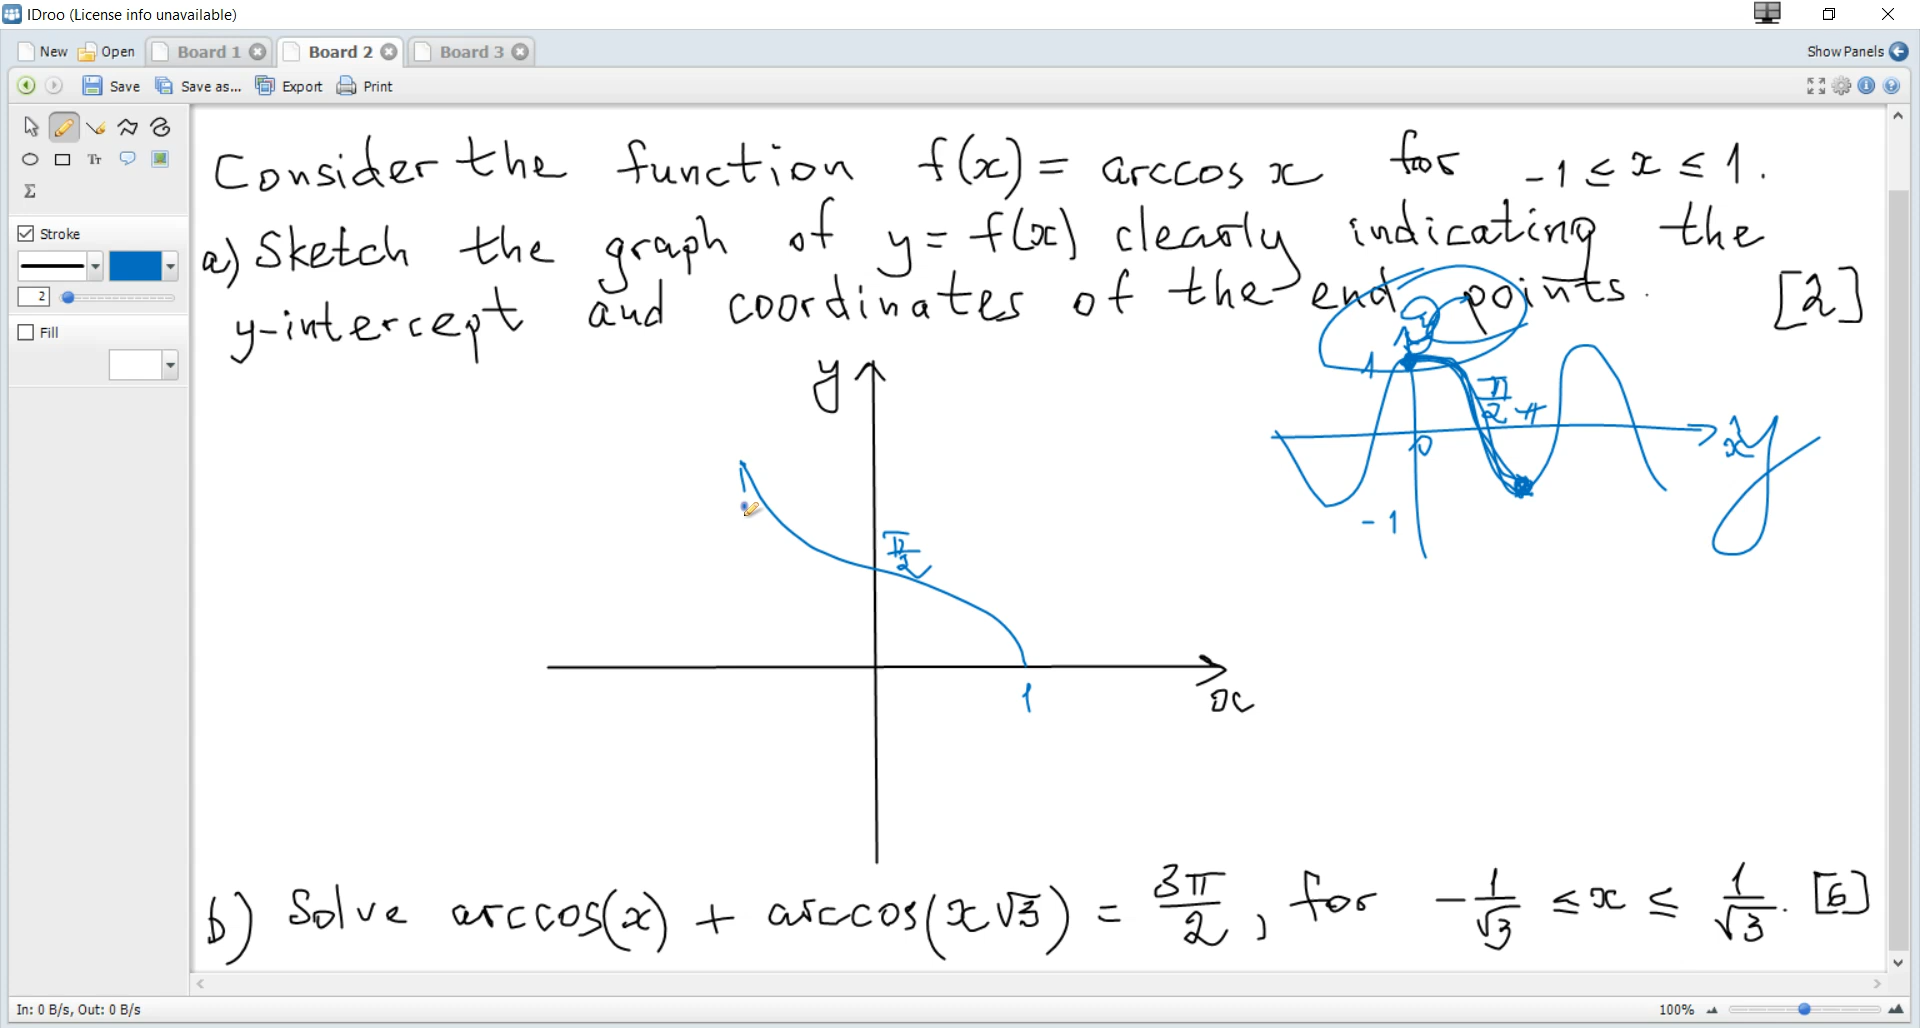 IDroo (License info unavailable)
New Open Board 1 Board 2 Board 3 Show Panels
Save Save as... Export Print
Consider the function f(x) = arccos x for -1 ≤ x ≤ 1.
a) Sketch the graph of y = f(x) clearly indicating the
y-intercept and coordinates of the end points. [2]
Tt
Σ
Stroke
2
Fill
y
1
π/2 π
0
x y
-1
π/2
1
x
b) Solve arccos(x) + arccos(x√3) = 3π/2, for -1/√3 ≤ x ≤ 1/√3. [6]
In: 0 B/s, Out: 0 B/s 100%